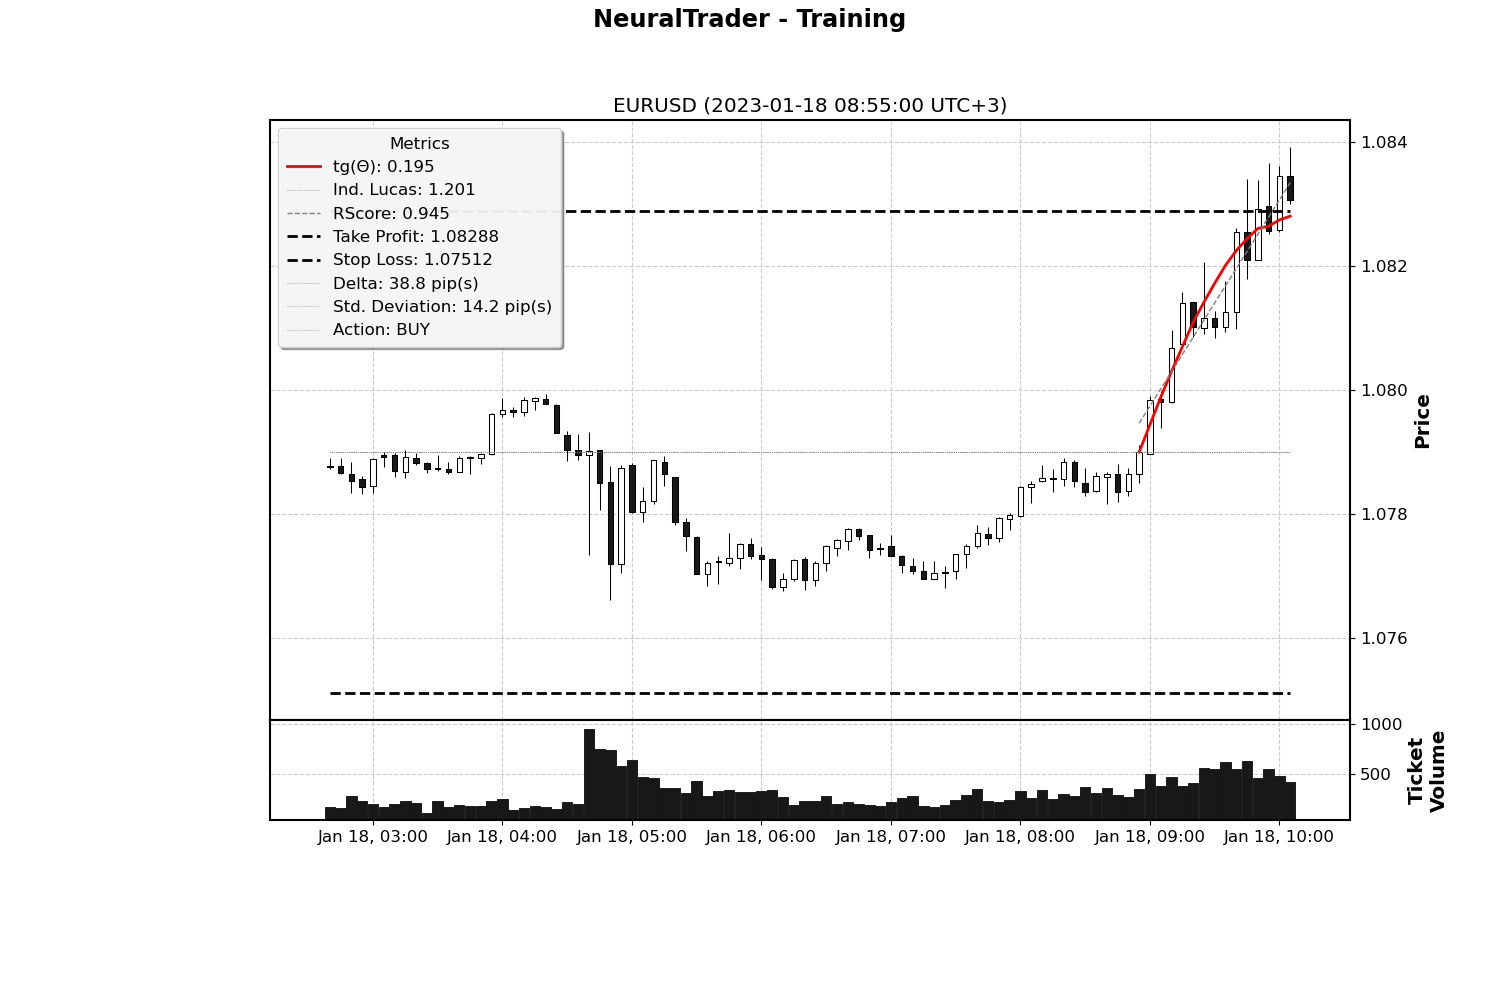 NeuralTrader - Training
EURUSD (2023-01-18 08:55:00 UTC+3)
Metrics
tg(Θ): 0.195
Ind. Lucas: 1.201
RScore: 0.945
Take Profit: 1.08288
Stop Loss: 1.07512
Delta: 38.8 pip(s)
Std. Deviation: 14.2 pip(s)
Action: BUY
1.084
1.082
1.080
1.078
1.076
Price
1000
500
Ticket
Volume
Jan 18, 03:00
Jan 18, 04:00
Jan 18, 05:00
Jan 18, 06:00
Jan 18, 07:00
Jan 18, 08:00
Jan 18, 09:00
Jan 18, 10:00